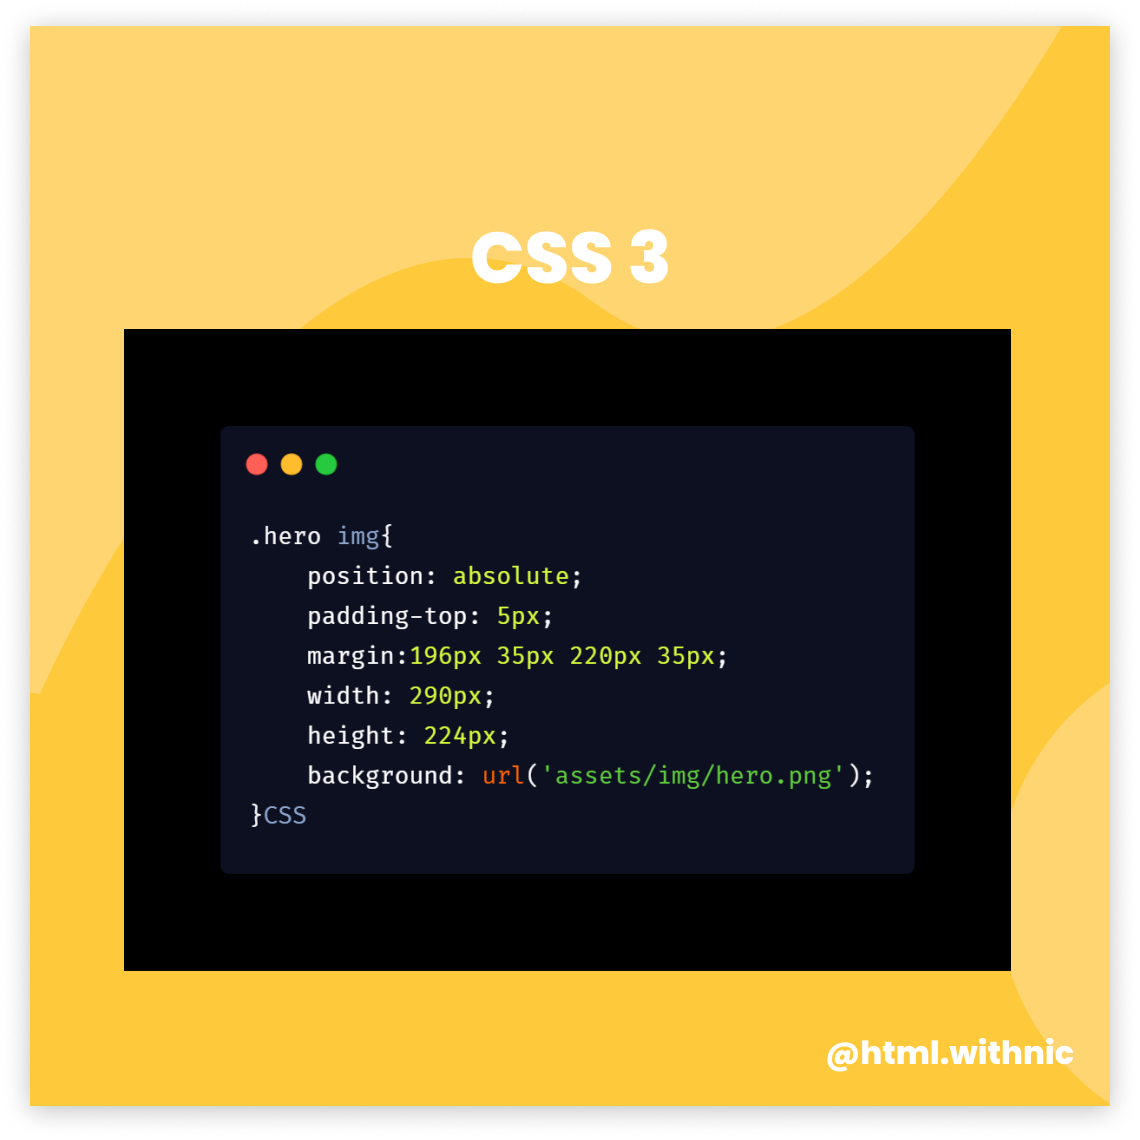 CSS 3
.hero img{
    position: absolute;
    padding-top: 5px;
    margin:196px 35px 220px 35px;
    width: 290px;
    height: 224px;
    background: url('assets/img/hero.png');
}CSS
@html.withnic